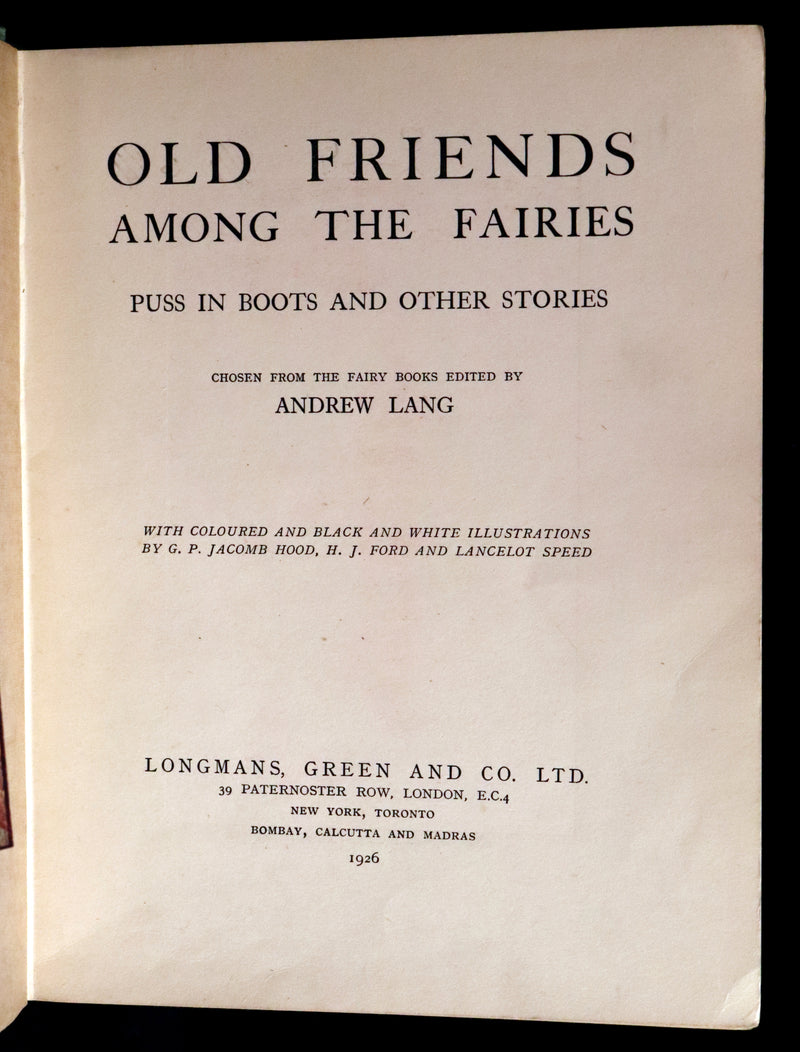 OLD FRIENDS
AMONG THE FAIRIES
PUSS IN BOOTS AND OTHER STORIES
CHOSEN FROM THE FAIRY BOOKS EDITED BY
ANDREW LANG
WITH COLOURED AND BLACK AND WHITE ILLUSTRATIONS
BY G. P. JACOMB HOOD, H. J. FORD AND LANCELOT SPEED
LONGMANS, GREEN AND CO. LTD.
39 PATERNOSTER ROW, LONDON, E.C.4
NEW YORK, TORONTO
BOMBAY, CALCUTTA AND MADRAS
1926